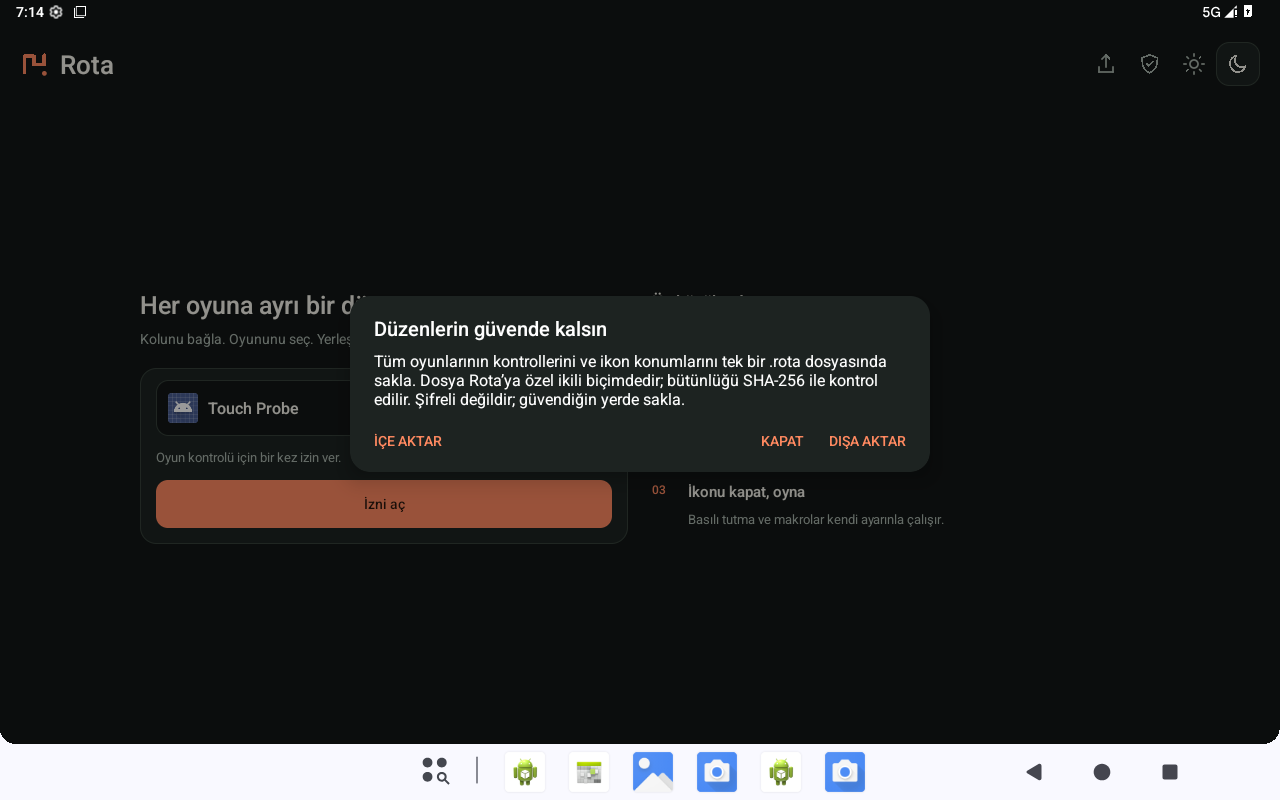 7:14
5G
Rota
Her oyuna ayrı bir
Kolunu bağla. Oyununu seç.
Düzenlerin güvende kalsın
Tüm oyunlarının kontrollerini ve ikon konumlarını tek bir .rota dosyasında
sakla. Dosya Rota’ya özel ikili biçimdedir; bütünlüğü SHA-256 ile kontrol
edilir. Şifreli değildir; güvendiğin yerde sakla.
İÇE AKTAR
KAPAT
DIŞA AKTAR
Touch Probe
Oyun kontrolü için bir kez izin ver.
İzni aç
03
İkonu kapat, oyna
Basılı tutma ve makrolar kendi ayarınla çalışır.